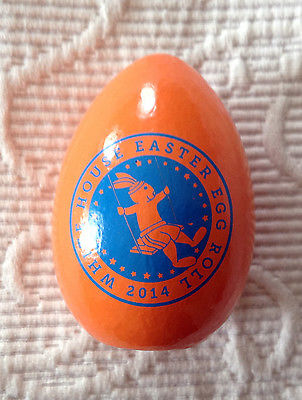 WHITE HOUSE EASTER EGG ROLL
2014